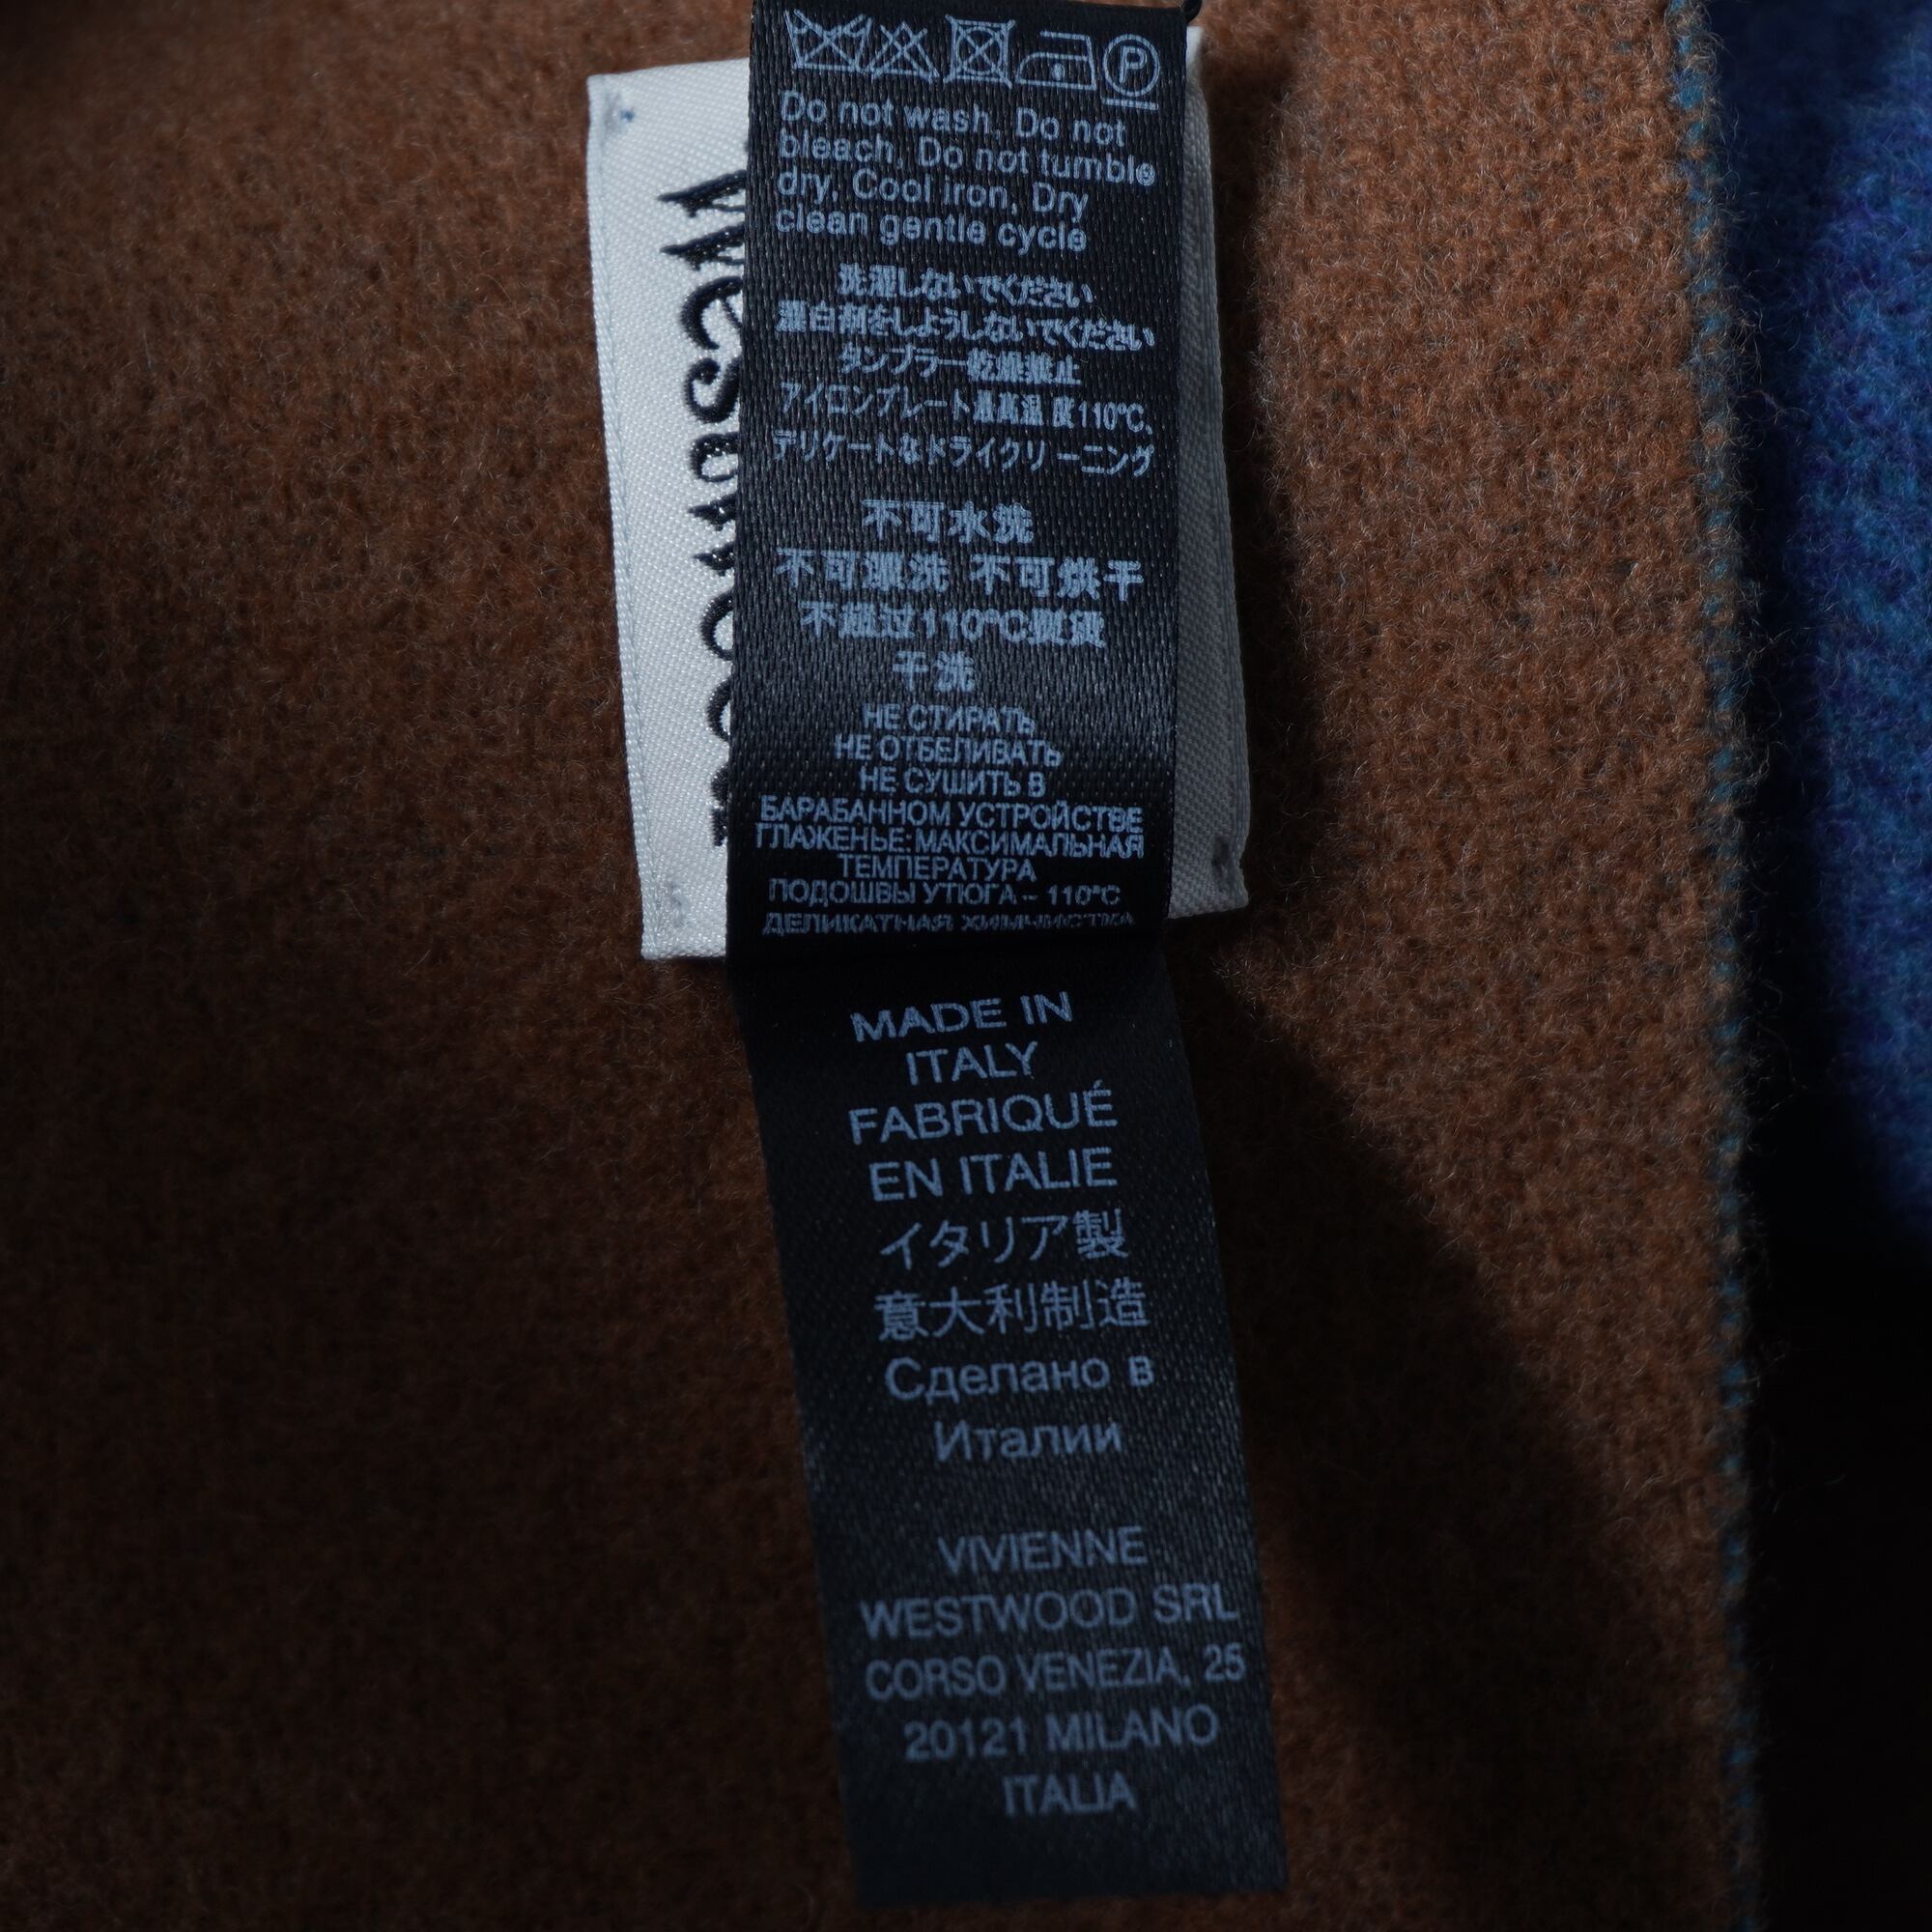 Do not wash. Do not
bleach. Do not tumble
dry. Cool iron. Dry
clean gentle cycle
洗濯しないでください
漂白剤をしようしないでください
タンブラー乾燥禁止
アイロンプレート最高温度110℃,
アリケートなドライクリーニング
不可水洗
不可漂洗 不可烘干
不超过110℃熨烫
干洗
НЕ СТИРАТЬ
НЕ ОТБЕЛИВАТЬ
НЕ СУШИТЬ В
БАРАБАННОМ УСТРОЙСТВЕ
ГЛАЖЕНЬЕ: МАКСИМАЛЬНАЯ
ТЕМПЕРАТУРА
ПОДОШВЫ УТЮГА – 110°C
ДЕЛИКАТНАЯ ХИМЧИСТКА
MADE IN
ITALY
FABRIQUÉ
EN ITALIE
イタリア製
意大利制造
Сделано в
Италии
VIVIENNE
WESTWOOD SRL
CORSO VENEZIA, 25
20121 MILANO
ITALIA
Westwood